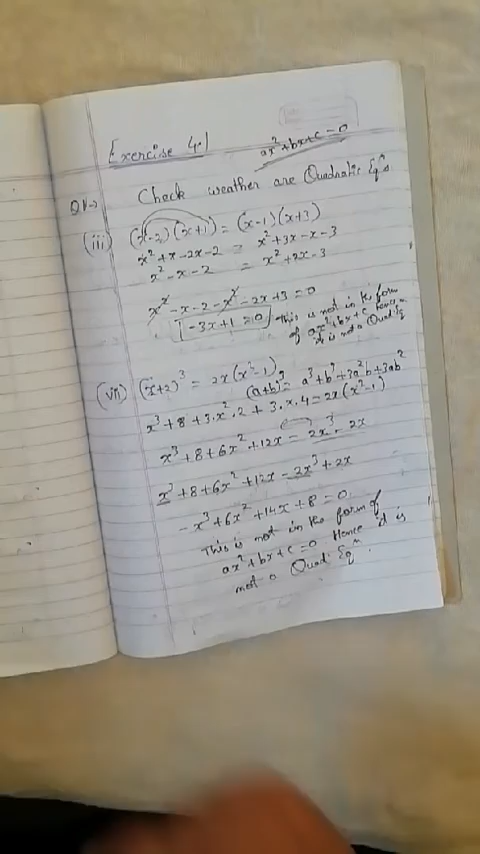 Exercise 4.1
ax²+bx+c=0
Q1→ Check weather are Quadratic Eqⁿs
(iii) (x-2)(x+1) = (x-1)(x+3)
x²+x-2x-2 = x²+3x-x-3
x²-x-2 = x²+2x-3
x²-x-2-x²-2x+3=0
-3x+1=0
This is not in the form
of ax²+bx+c hence
it is not a Quad Eq
(vii) (x+2)³ = 2x(x²-1)
(a+b)³= a³+b³+3a²b+3ab²
x³+8+3.x².2+3.x.4=2x(x²-1)
x³+8+6x²+12x = 2x³-2x
x³+8+6x²+12x-2x³+2x
-x³+6x²+14x+8=0
This is not in the form of
ax²+bx+c=0 Hence it is
not a Quad. Eqⁿ.